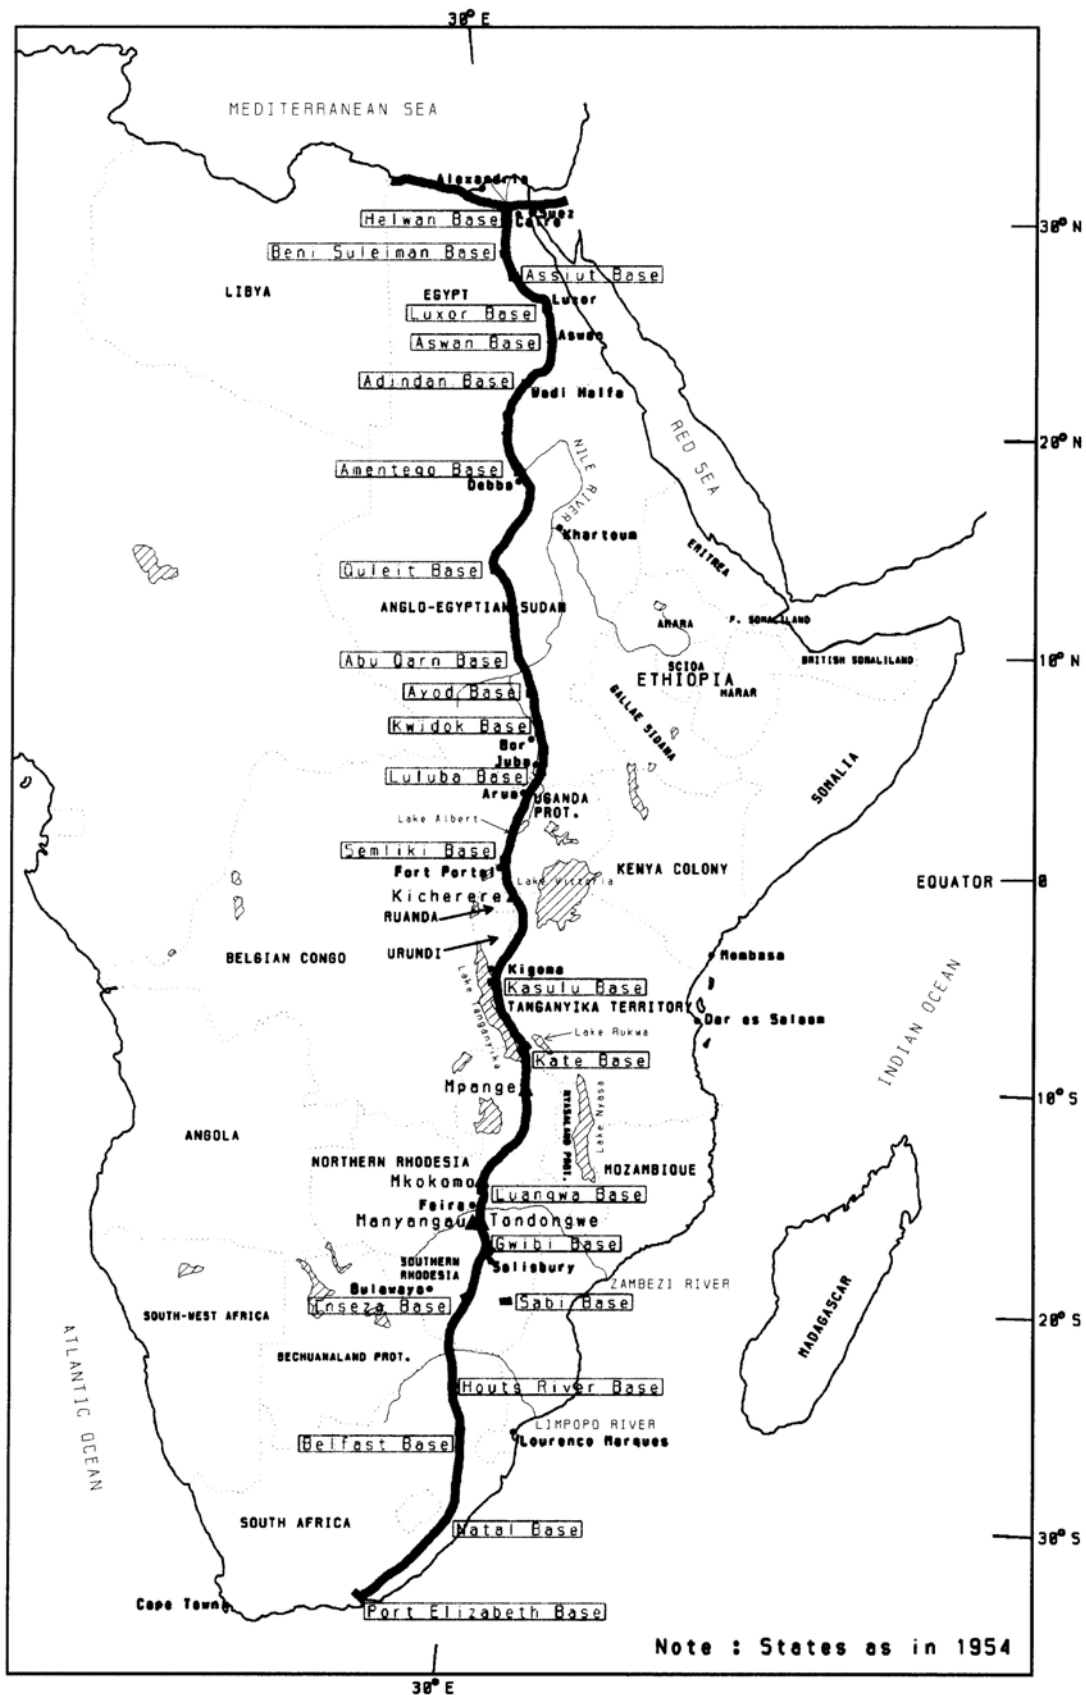 30° E
MEDITERRANEAN SEA
Alexandria
Suez
Cairo
Helwan Base
30° N
Beni Suleiman Base
Assiut Base
LIBYA
EGYPT
Luxor
Luxor Base
Aswan
Aswan Base
Adindan Base
Wadi Halfa
RED SEA
20° N
NILE RIVER
Amentego Base
Debba
Khartoum
ERITREA
Quleit Base
ANGLO-EGYPTIAN SUDAN
AMARA
F. SOMALILAND
Abu Qarn Base
SCIOA
BRITISH SOMALILAND
10° N
ETHIOPIA
HARAR
Ayod Base
GALLAE SIDAMA
Kwidok Base
Bor
Juba
SOMALIA
Luluba Base
Arua
UGANDA
PROT.
Lake Albert
Semliki Base
Fort Portal
KENYA COLONY
Lake Victoria
EQUATOR
0
Kicherere
RUANDA
URUNDI
BELGIAN CONGO
Mombasa
Kigoma
Kasulu Base
Lake Tanganyika
TANGANYIKA TERRITORY
Dar es Salaam
INDIAN OCEAN
Lake Rukwa
Kate Base
Mpange
10° S
NYASALAND PROT.
Lake Nyasa
ANGOLA
NORTHERN RHODESIA
MOZAMBIQUE
Mkokomo
Luangwa Base
Feira
Manyangau
Tondongwe
Gwibi Base
SOUTHERN
RHODESIA
Salisbury
ZAMBEZI RIVER
Bulawayo
Inseza Base
Sabi Base
SOUTH-WEST AFRICA
20° S
MADAGASCAR
ATLANTIC OCEAN
BECHUANALAND PROT.
Houts River Base
LIMPOPO RIVER
Belfast Base
Lourenco Marques
SOUTH AFRICA
Natal Base
30° S
Cape Town
Port Elizabeth Base
Note : States as in 1954
30° E